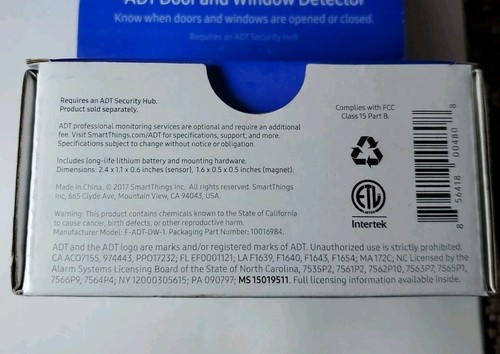 ADT Door and Window Detector
Know when doors and windows are opened or closed.
Requires an ADT Security Hub
Requires an ADT Security Hub.
Product sold separately.
ADT professional monitoring services are optional and require an additional
fee. Visit SmartThings.com/ADT for specifications, support, and more.
Specifications subject to change without notice or obligation.
Includes long-life lithium battery and mounting hardware.
Dimensions: 2.4 x 1.1 x 0.6 inches (sensor), 1.6 x 0.5 x 0.5 inches (magnet).
Made in China. © 2017 SmartThings Inc. All rights reserved. SmartThings
Inc, 665 Clyde Ave, Mountain View, CA 94043, USA.
Warning: This product contains chemicals known to the State of California
to cause cancer, birth defects, or other reproductive harm.
Manufacturer Model: F-ADT-DW-1. Packaging Part Number: 10016984.
Complies with FCC
Class 15 Part B.
ETL
Intertek
8 56418 00480 8
ADT and the ADT logo are marks and/or registered marks of ADT. Unauthorized use is strictly prohibited.
CA ACO7155, 974443, PPO17232; FL EF0001121; LA F1639, F1640, F1643, F1654; MA 172C; NC Licensed by the
Alarm Systems Licensing Board of the State of North Carolina, 7535P2, 7561P2, 7562P10, 7563P7, 7565P1,
7566P9, 7564P4; NY 12000305615; PA 090797; MS 15019511. Full licensing information available inside.